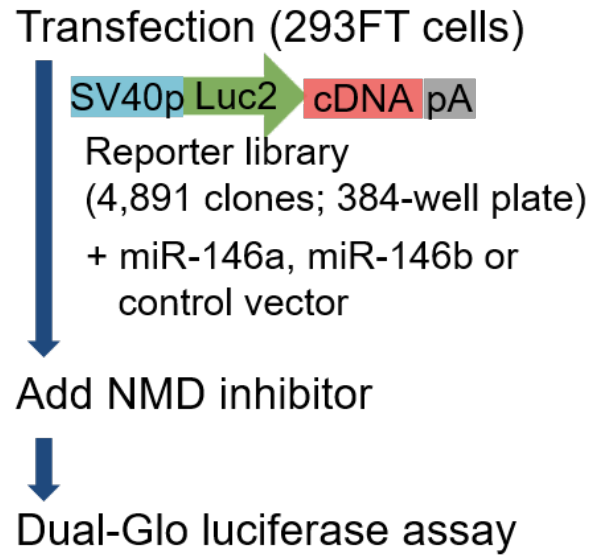 Transfection (293FT cells)
SV40p Luc2 cDNA pA
Reporter library
(4,891 clones; 384-well plate)
+ miR-146a, miR-146b or
control vector
Add NMD inhibitor
Dual-Glo luciferase assay